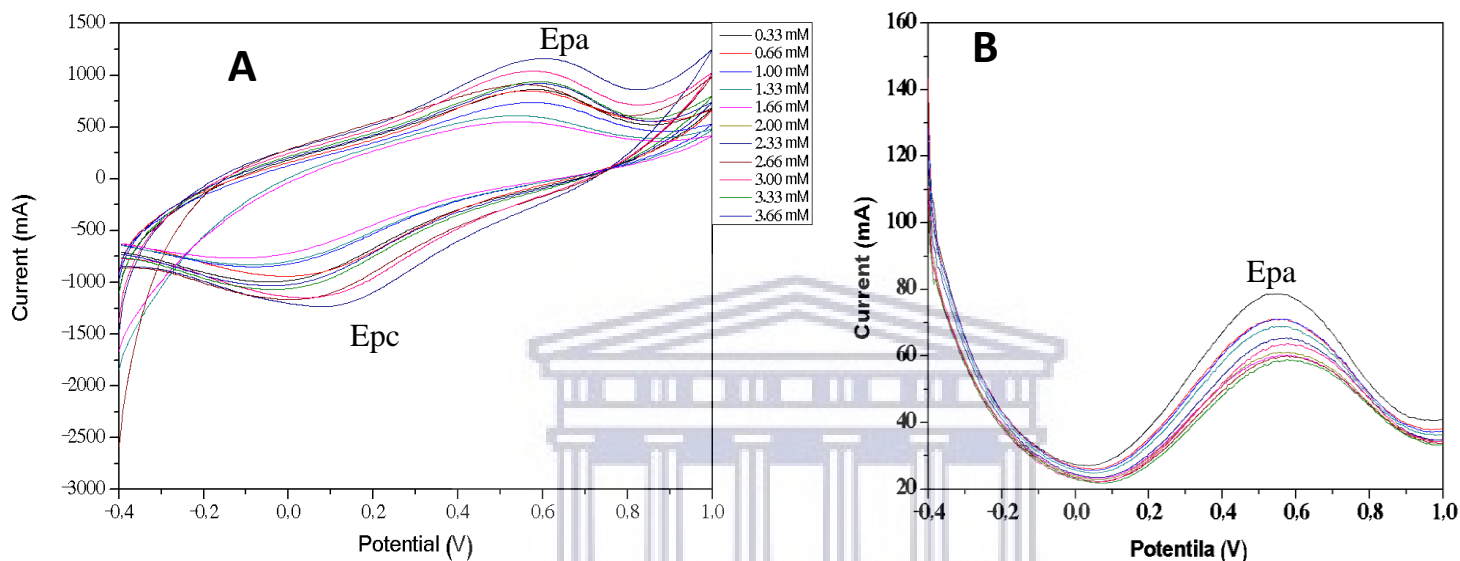 A
Epa
Epc
1500
1000
500
0
-500
-1000
-1500
-2000
-2500
-3000
-0.4
-0.2
0.0
0.2
0.4
0.6
0.8
1.0
Current (mA)
Potential (V)
0.33 mM
0.66 mM
1.00 mM
1.33 mM
1.66 mM
2.00 mM
2.33 mM
2.66 mM
3.00 mM
3.33 mM
3.66 mM
B
Epa
160
140
120
100
80
60
40
20
-0,4
-0,2
0,0
0,2
0,4
0,6
0,8
1,0
Current (mA)
Potentila (V)